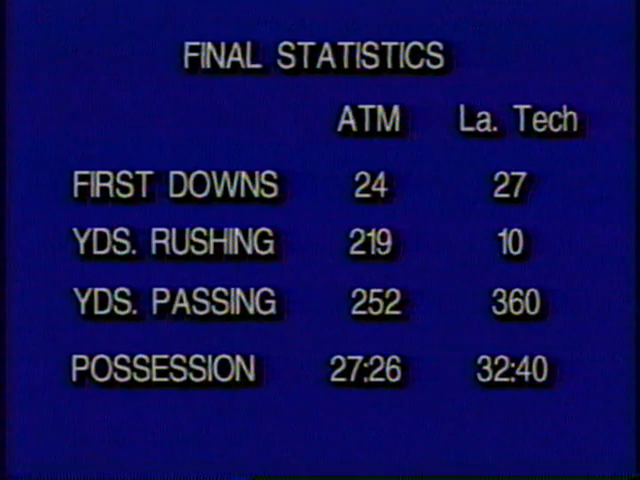 FINAL STATISTICS
ATM La. Tech
FIRST DOWNS 24 27
YDS. RUSHING 219 10
YDS. PASSING 252 360
POSSESSION 27:26 32:40